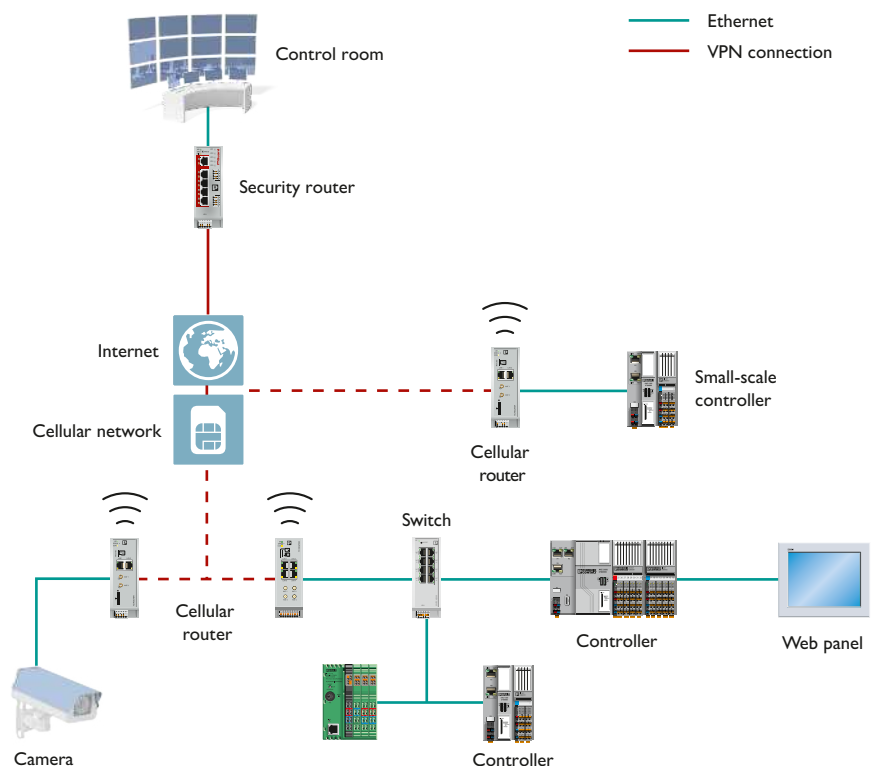 Ethernet
VPN connection
Control room
Security router
Internet
Cellular network
Small-scale
controller
Cellular
router
Switch
Cellular
router
Controller
Web panel
Camera
Controller